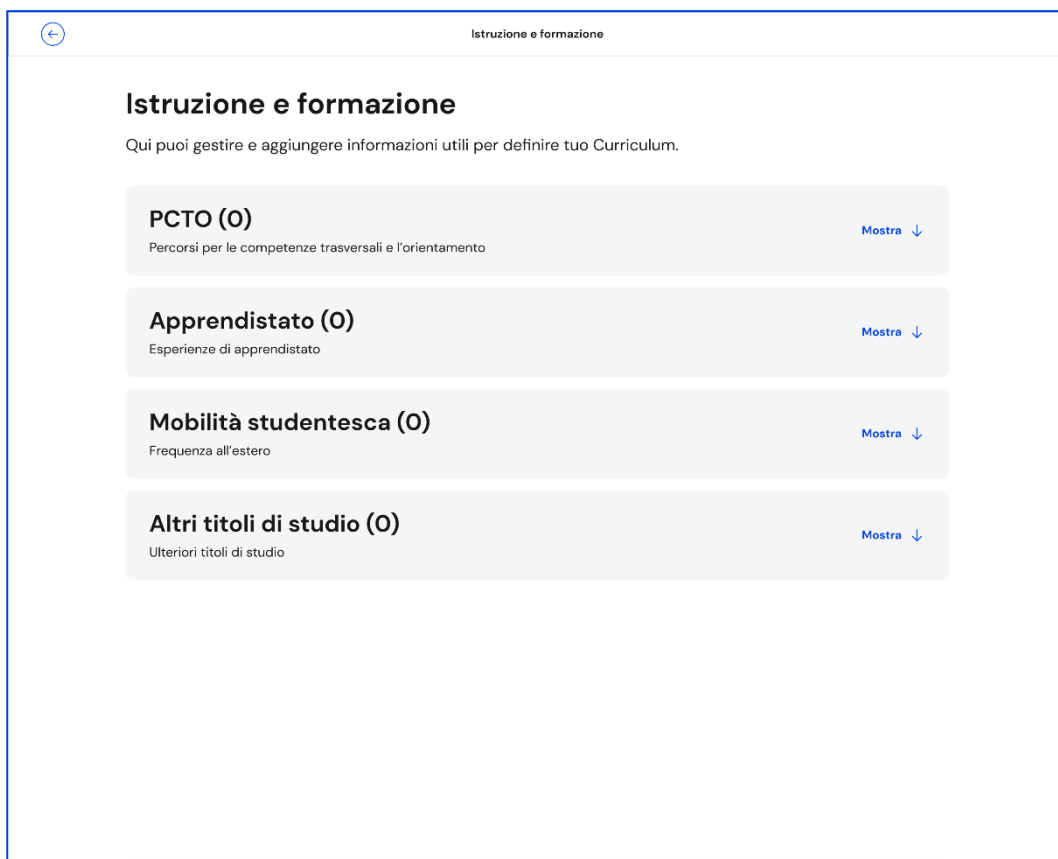 Istruzione e formazione
Istruzione e formazione
Qui puoi gestire e aggiungere informazioni utili per definire tuo Curriculum.
PCTO (0)
Percorsi per le competenze trasversali e l'orientamento
Mostra
Apprendistato (0)
Esperienze di apprendistato
Mostra
Mobilità studentesca (0)
Frequenza all'estero
Mostra
Altri titoli di studio (0)
Ulteriori titoli di studio
Mostra